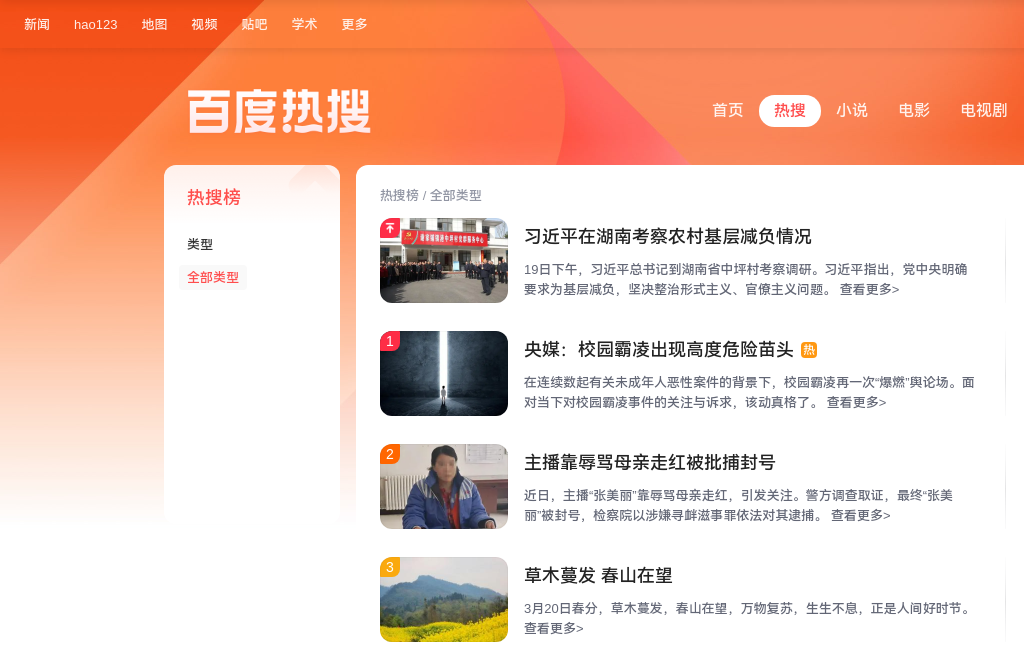 新闻 hao123 地图 视频 贴吧 学术 更多
百度热搜
首页 热搜 小说 电影 电视剧
热搜榜
类型
全部类型
热搜榜 / 全部类型
习近平在湖南考察农村基层减负情况
19日下午，习近平总书记到湖南省中坪村考察调研。习近平指出，党中央明确
要求为基层减负，坚决整治形式主义、官僚主义问题。 查看更多>
1
央媒：校园霸凌出现高度危险苗头 热
在连续数起有关未成年人恶性案件的背景下，校园霸凌再一次“爆燃”舆论场。面
对当下对校园霸凌事件的关注与诉求，该动真格了。 查看更多>
2
主播靠辱骂母亲走红被批捕封号
近日，主播“张美丽”靠辱骂母亲走红，引发关注。警方调查取证，最终“张美
丽”被封号，检察院以涉嫌寻衅滋事罪依法对其逮捕。 查看更多>
3
草木蔓发 春山在望
3月20日春分，草木蔓发，春山在望，万物复苏，生生不息，正是人间好时节。
查看更多>